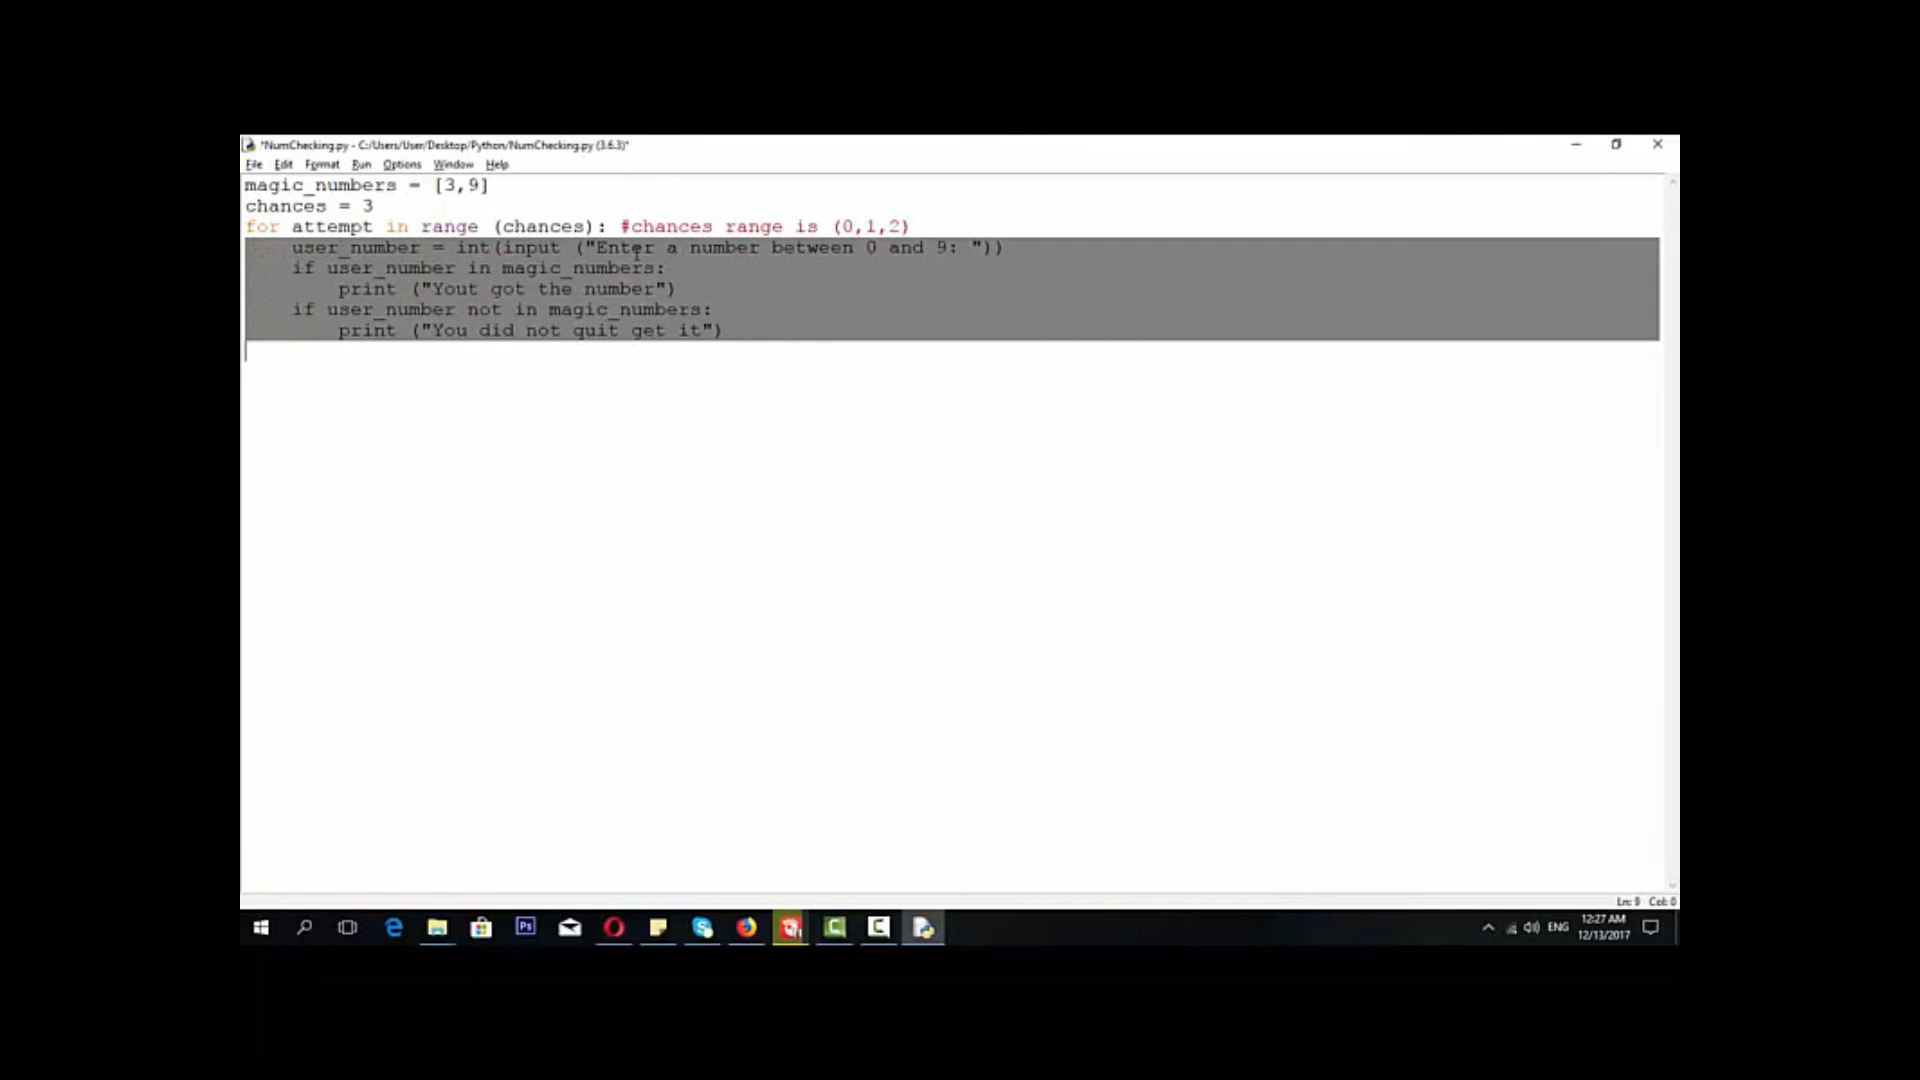 *NumChecking.py - C:/Users/User/Desktop/Python/NumChecking.py (3.6.3)*
File Edit Format Run Options Window Help
magic_numbers = [3,9]
chances = 3
for attempt in range (chances): #chances range is (0,1,2)
    user_number = int(input ("Enter a number between 0 and 9: "))
    if user_number in magic_numbers:
        print ("Yout got the number")
    if user_number not in magic_numbers:
        print ("You did not quit get it")
Ln: 9 Col: 0
Ps
ENG
12:27 AM
12/13/2017